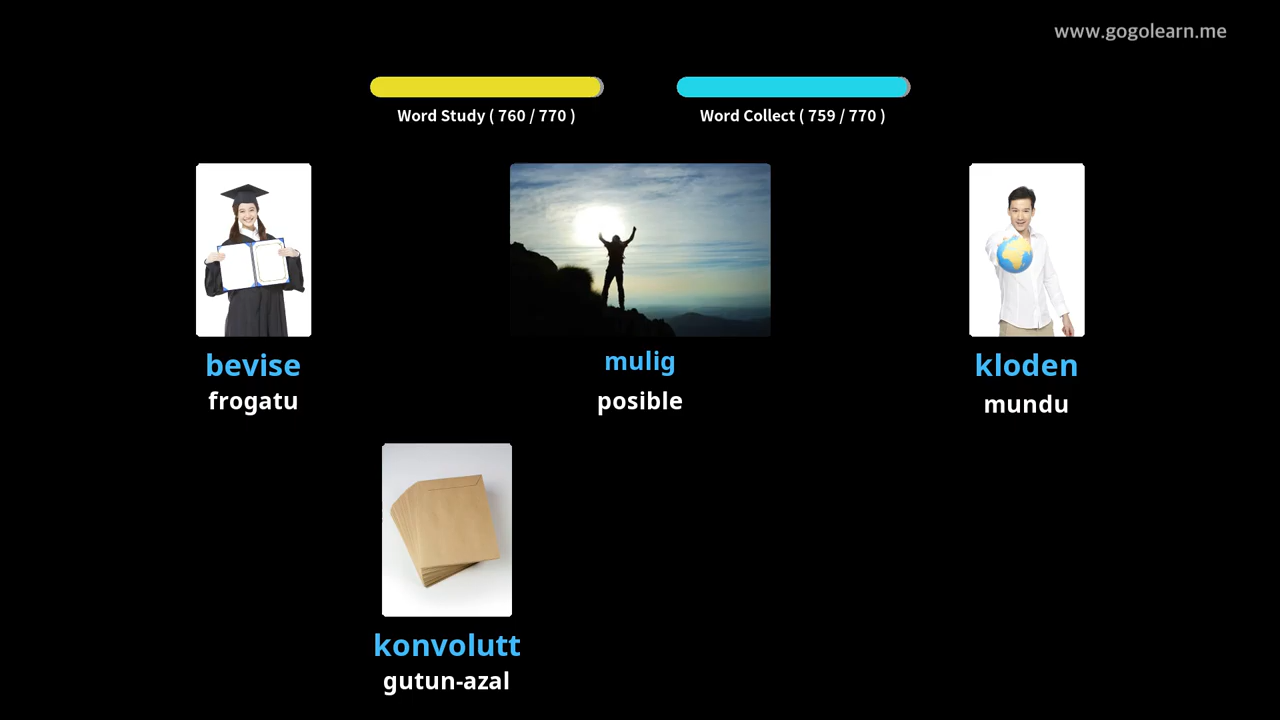 www.gogolearn.me
Word Study ( 760 / 770 )
Word Collect ( 759 / 770 )
bevise
frogatu
mulig
posible
kloden
mundu
konvolutt
gutun-azal